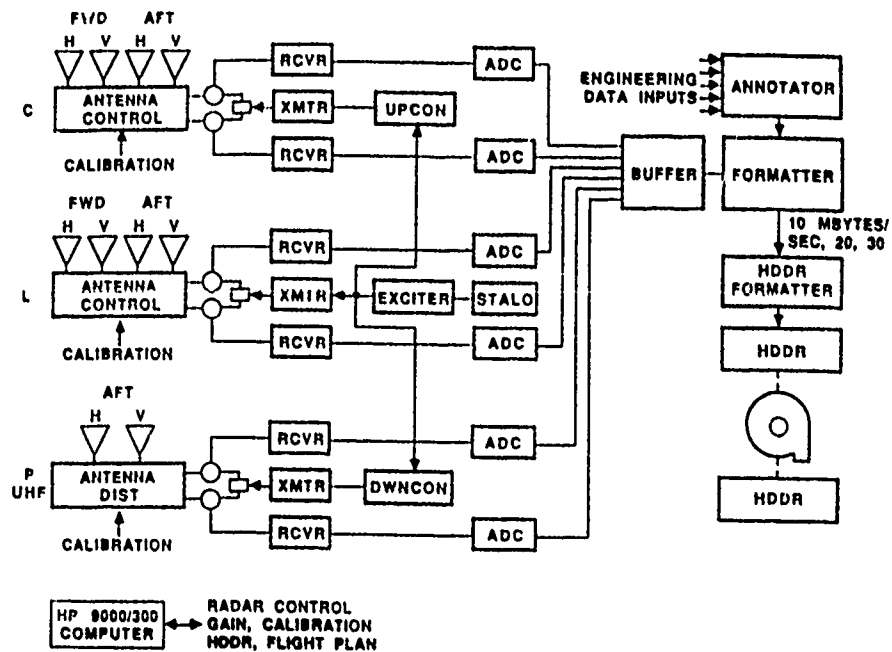 FWD AFT
H V H V
C
ANTENNA
CONTROL
CALIBRATION
RCVR
XMTR
RCVR
UPCON
ADC
ADC
FWD AFT
H V H V
L
ANTENNA
CONTROL
CALIBRATION
RCVR
XMTR
RCVR
EXCITER
STALO
ADC
ADC
AFT
H V
P
UHF
ANTENNA
DIST
CALIBRATION
RCVR
XMTR
RCVR
DWNCON
ADC
ADC
BUFFER
ENGINEERING
DATA INPUTS
ANNOTATOR
FORMATTER
10 MBYTES/
SEC, 20, 30
HDDR
FORMATTER
HDDR
HDDR
HP 9000/300
COMPUTER
RADAR CONTROL
GAIN, CALIBRATION
HDDR, FLIGHT PLAN